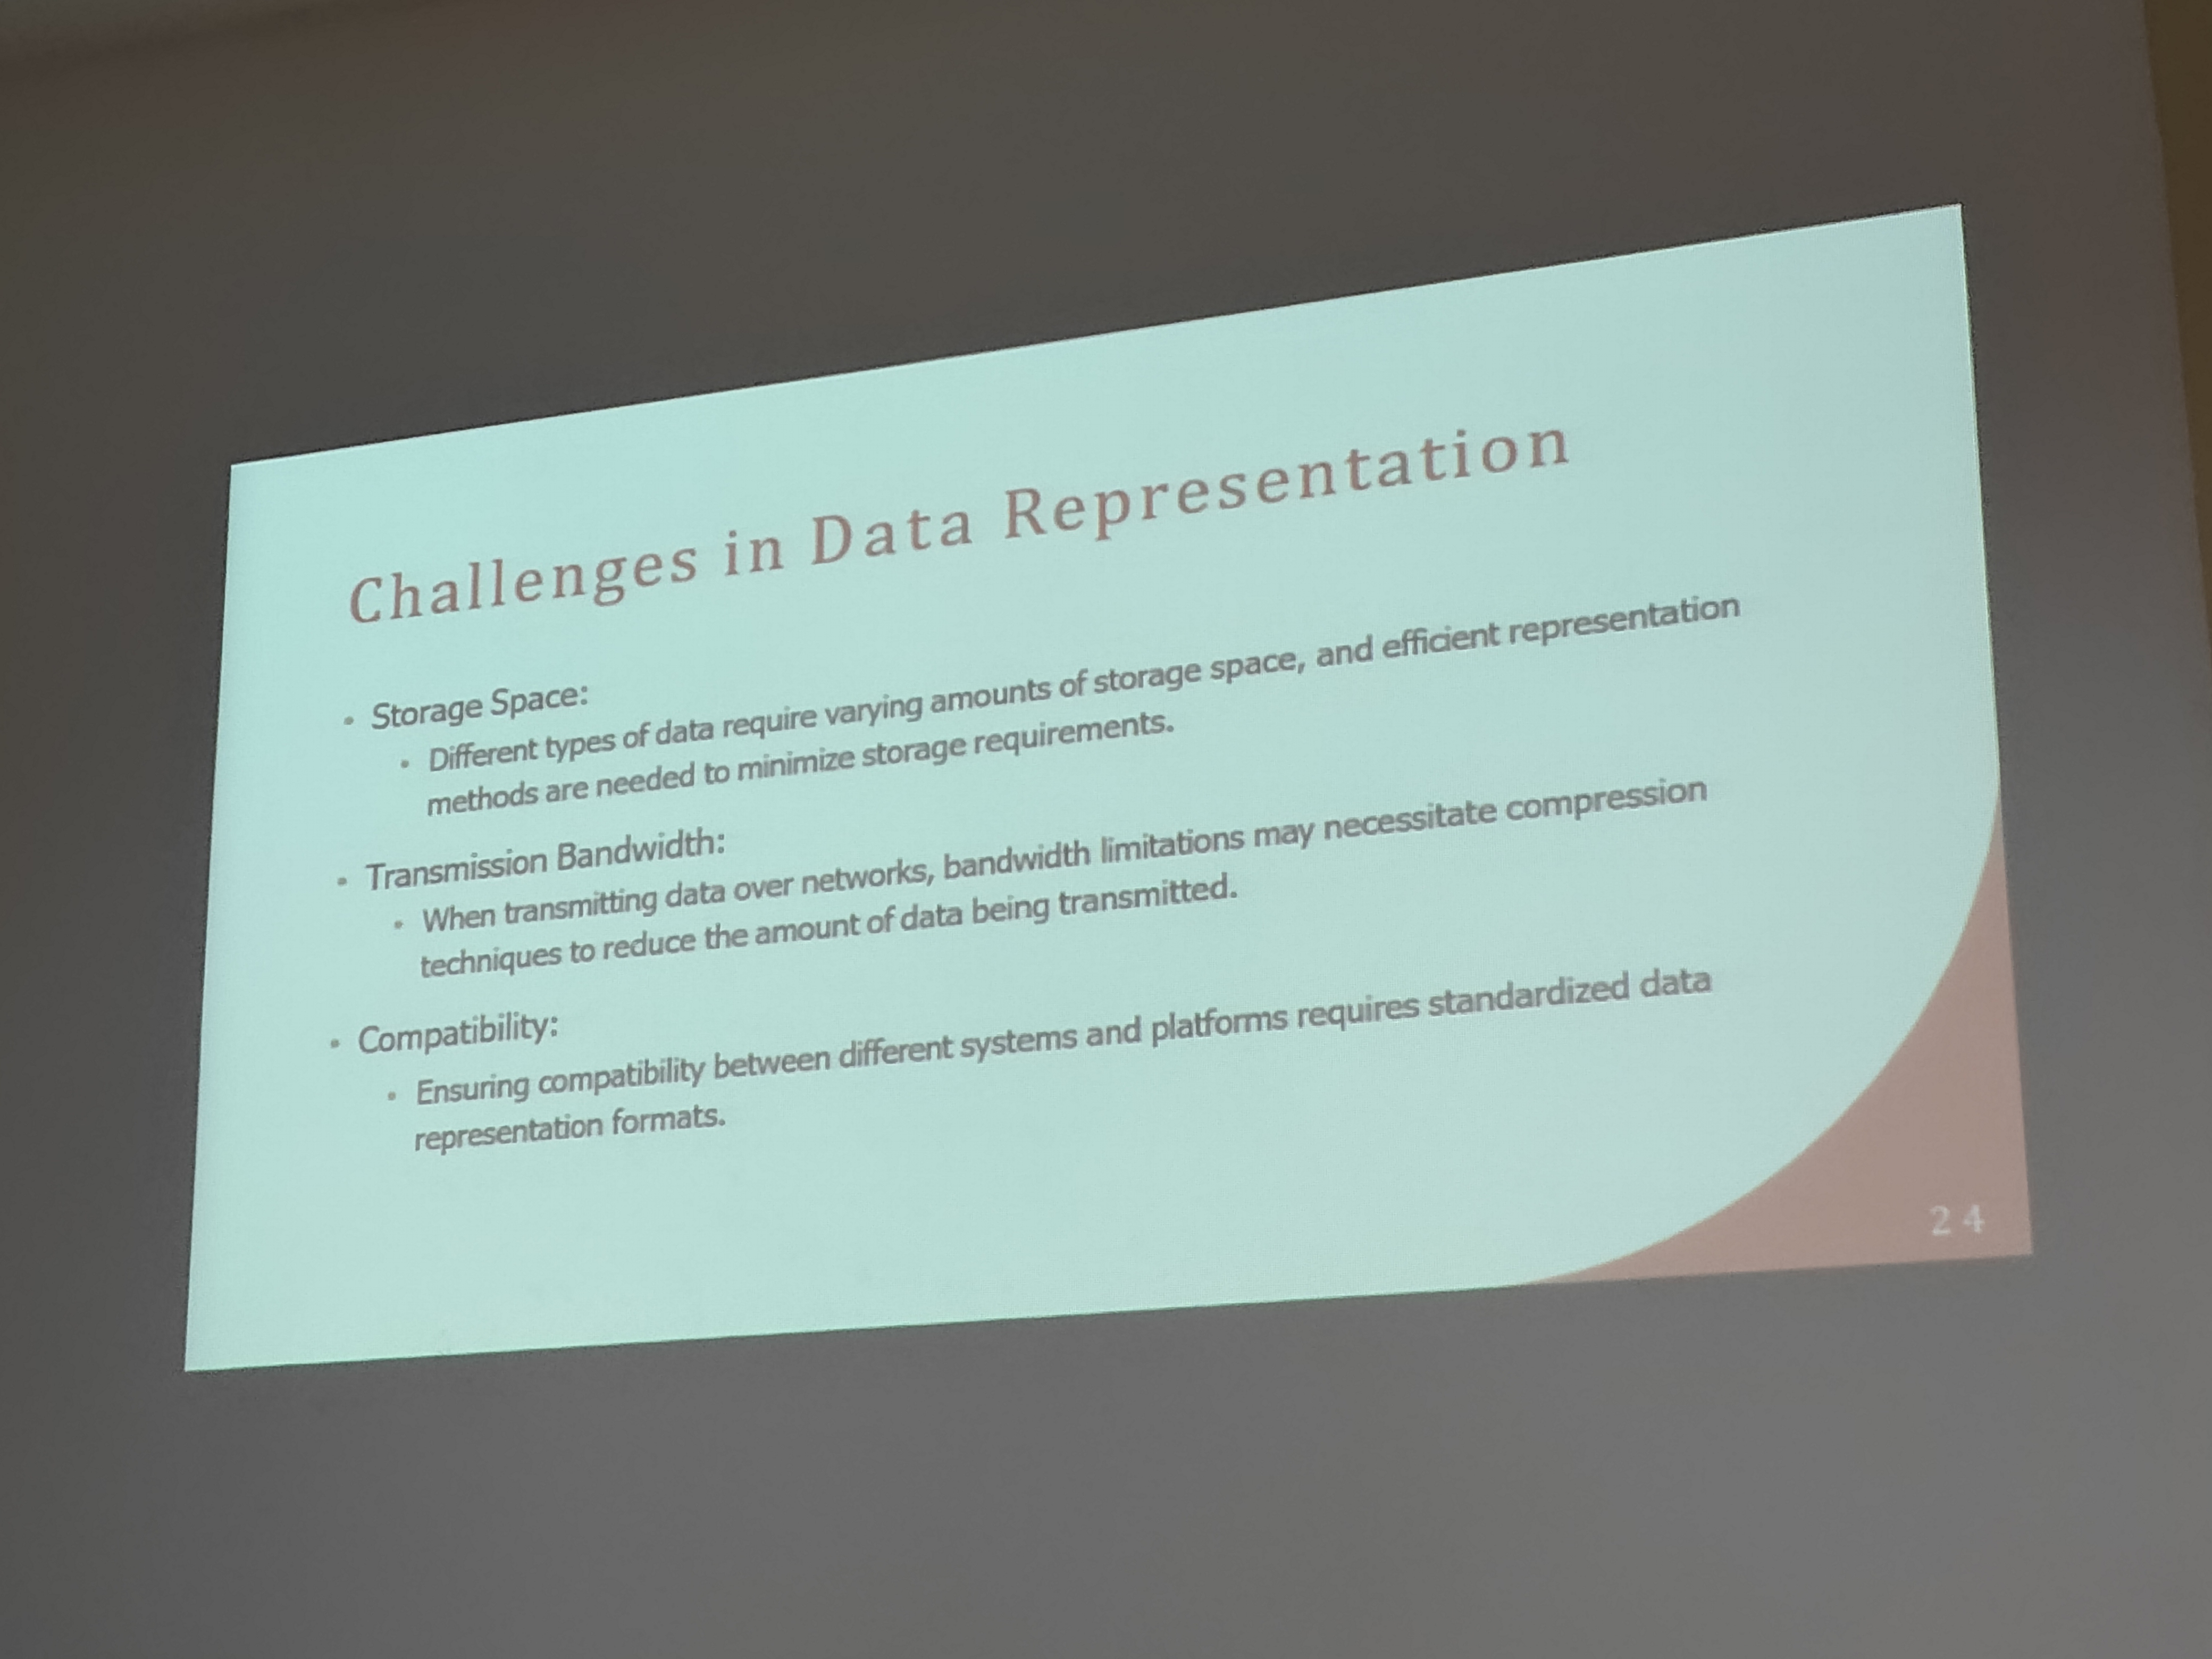 Challenges in Data Representation
• Storage Space:
• Different types of data require varying amounts of storage space, and efficient representation
methods are needed to minimize storage requirements.
• Transmission Bandwidth:
• When transmitting data over networks, bandwidth limitations may necessitate compression
techniques to reduce the amount of data being transmitted.
• Compatibility:
• Ensuring compatibility between different systems and platforms requires standardized data
representation formats.
24